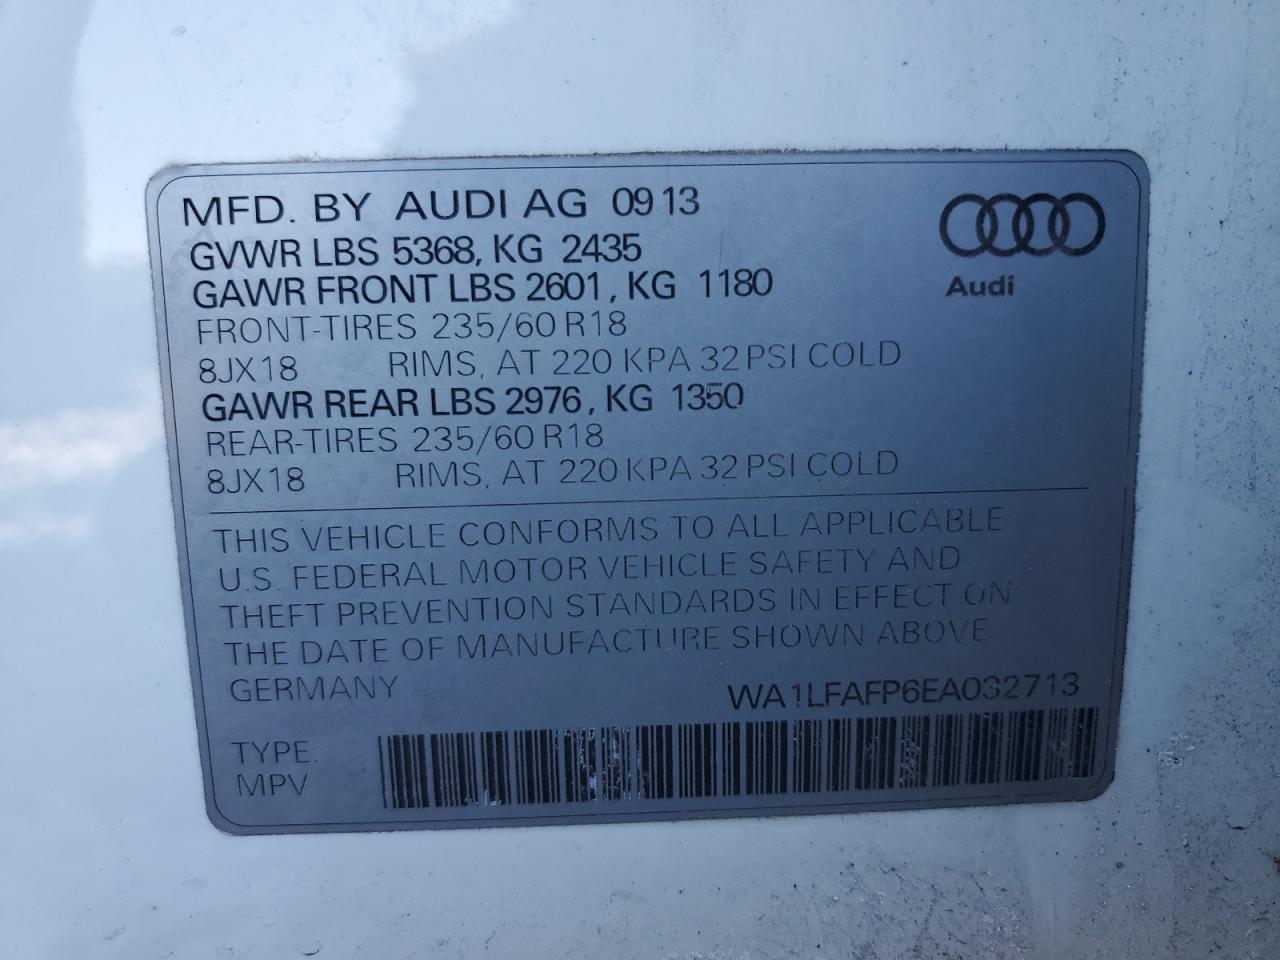 MFD. BY AUDI AG 09 13
GVWR LBS 5368, KG 2435
GAWR FRONT LBS 2601, KG 1180
FRONT-TIRES 235/60 R18
8JX18 RIMS, AT 220 KPA 32 PSI COLD
GAWR REAR LBS 2976, KG 1350
REAR-TIRES 235/60 R18
8JX18 RIMS, AT 220 KPA 32 PSI COLD
Audi
THIS VEHICLE CONFORMS TO ALL APPLICABLE
U.S. FEDERAL MOTOR VEHICLE SAFETY AND
THEFT PREVENTION STANDARDS IN EFFECT ON
THE DATE OF MANUFACTURE SHOWN ABOVE
GERMANY WA1LFAFP6EA032713
TYPE:
MPV